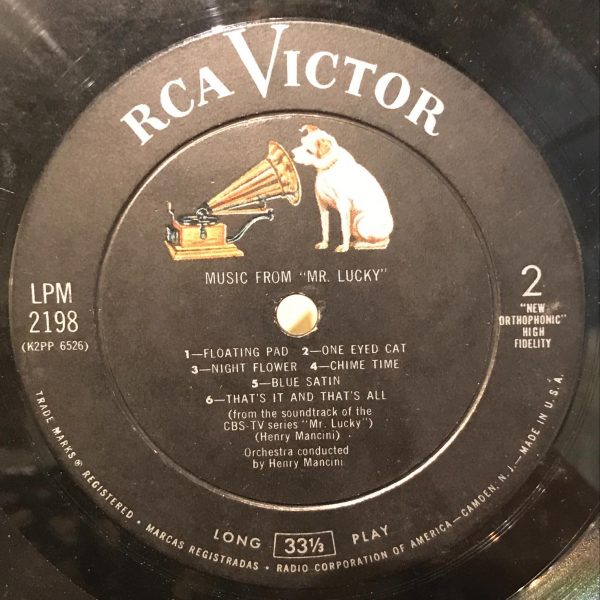 RCA VICTOR
MUSIC FROM "MR. LUCKY"
LPM
2198
(K2PP 6526)
2
"NEW
ORTHOPHONIC"
HIGH
FIDELITY
1—FLOATING PAD 2—ONE EYED CAT
3—NIGHT FLOWER 4—CHIME TIME
5—BLUE SATIN
6—THAT'S IT AND THAT'S ALL
(from the soundtrack of the
CBS-TV series "Mr. Lucky")
(Henry Mancini)
Orchestra conducted
by Henry Mancini
LONG 33⅓ PLAY
TRADE MARKS ® REGISTERED • MARCAS REGISTRADAS • RADIO CORPORATION OF AMERICA—CAMDEN, N.J.—MADE IN U.S.A.